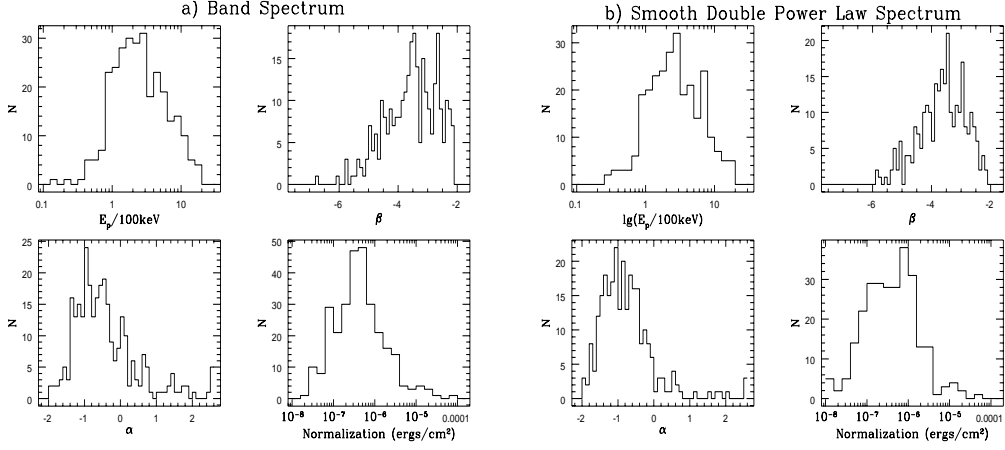 a) Band Spectrum
b) Smooth Double Power Law Spectrum
30
20
10
0
N
0.1 1 10
E_p/100keV
15
10
5
0
N
-6 -4 -2
β
30
20
10
0
N
0.1 1 10
lg(E_p/100keV)
20
15
10
5
0
N
-6 -4 -2
β
25
20
15
10
5
0
N
-2 -1 0 1 2
α
50
40
30
20
10
0
N
10⁻⁸ 10⁻⁷ 10⁻⁶ 10⁻⁵ 0.0001
Normalization (ergs/cm²)
20
15
10
5
0
N
-2 -1 0 1 2
α
30
20
10
0
N
10⁻⁸ 10⁻⁷ 10⁻⁶ 10⁻⁵ 0.0001
Normalization (ergs/cm²)